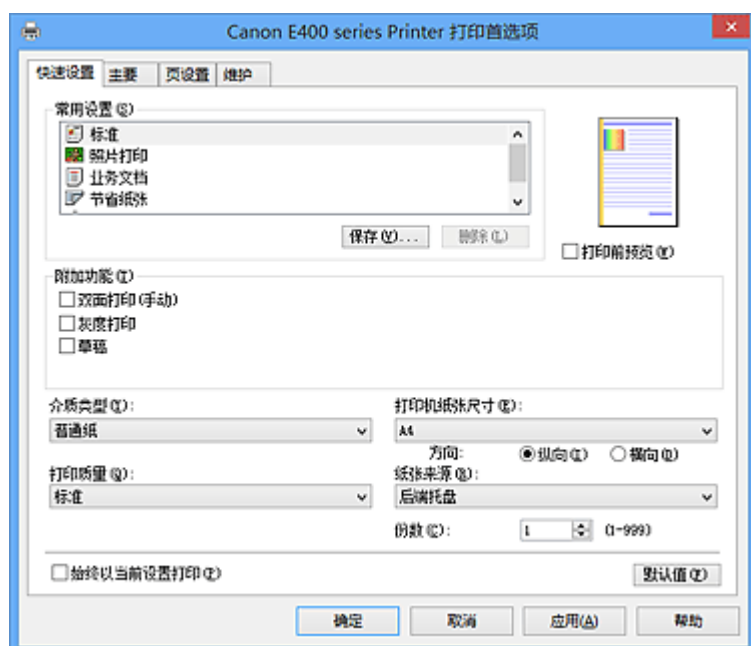 Canon E400 series Printer 打印首选项
快速设置 主要 页设置 维护
常用设置(S)
标准
照片打印
业务文档
节省纸张
保存(V)... 删除(L)
打印前预览(W)
附加功能(T)
双面打印(手动)
灰度打印
草稿
介质类型(Y): 打印机纸张尺寸(E):
普通纸 A4
方向: 纵向(I) 横向(D)
打印质量(Q): 纸张来源(R):
标准 后端托盘
份数(C): 1 (1-999)
始终以当前设置打印(P) 默认值(F)
确定 取消 应用(A) 帮助